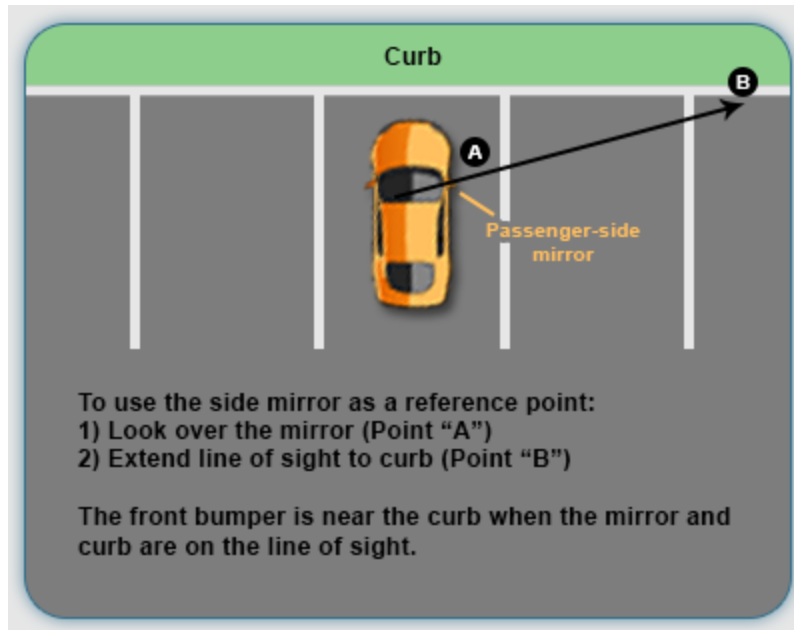 Curb
B
A
Passenger-side
mirror
To use the side mirror as a reference point:
1) Look over the mirror (Point “A”)
2) Extend line of sight to curb (Point “B”)
The front bumper is near the curb when the mirror and
curb are on the line of sight.